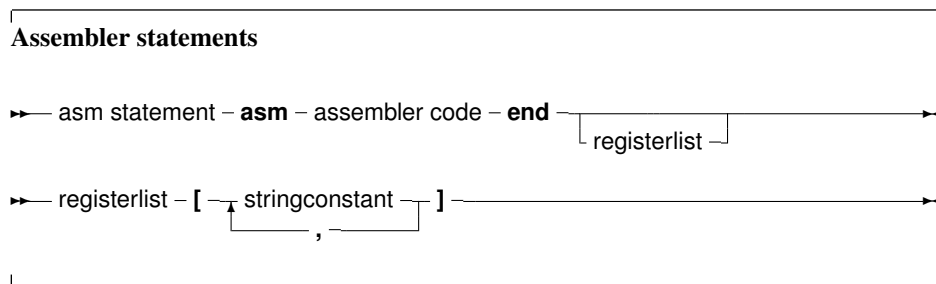 Assembler statements
asm statement – asm – assembler code – end
registerlist
registerlist – [ stringconstant ]
,